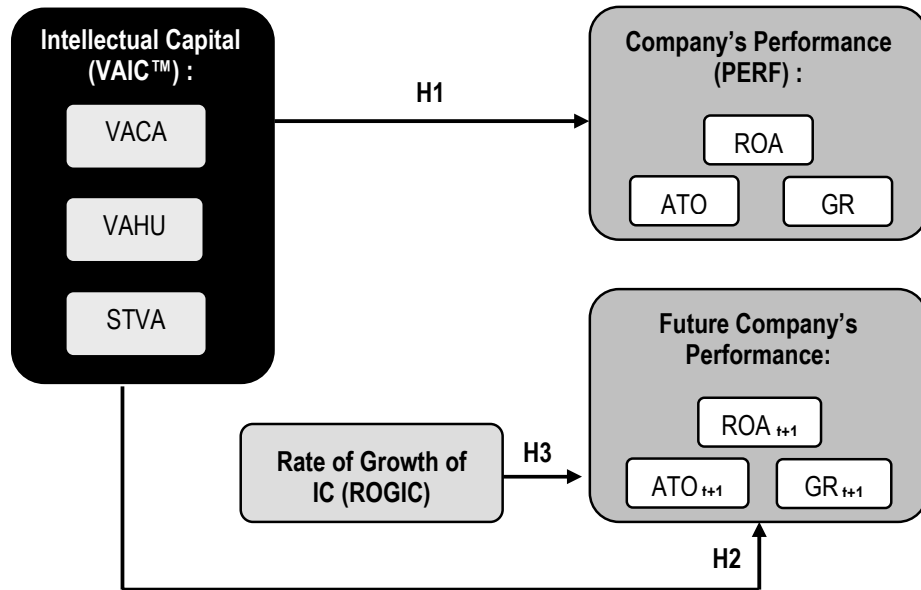 Intellectual Capital
(VAIC™) :
VACA
VAHU
STVA
H1
Company’s Performance
(PERF) :
ROA
ATO
GR
Rate of Growth of
IC (ROGIC)
H3
Future Company’s
Performance:
ROA t+1
ATO t+1
GR t+1
H2